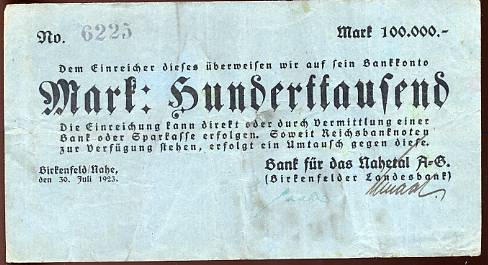 No. 6225 Mark 100.000.-
Dem Einreicher dieses überweisen wir auf sein Bankkonto
Mark: Hunderttausend
Die Einreichung kann direkt oder durch Vermittlung einer
Bank oder Sparkasse erfolgen. Soweit Reichsbanknoten
zur Verfügung stehen, erfolgt ein Umtausch gegen diese.
Birkenfeld/Nahe,
den 30. Juli 1923.
Bank für das Nahetal A=G.
(Birkenfelder Landesbank)